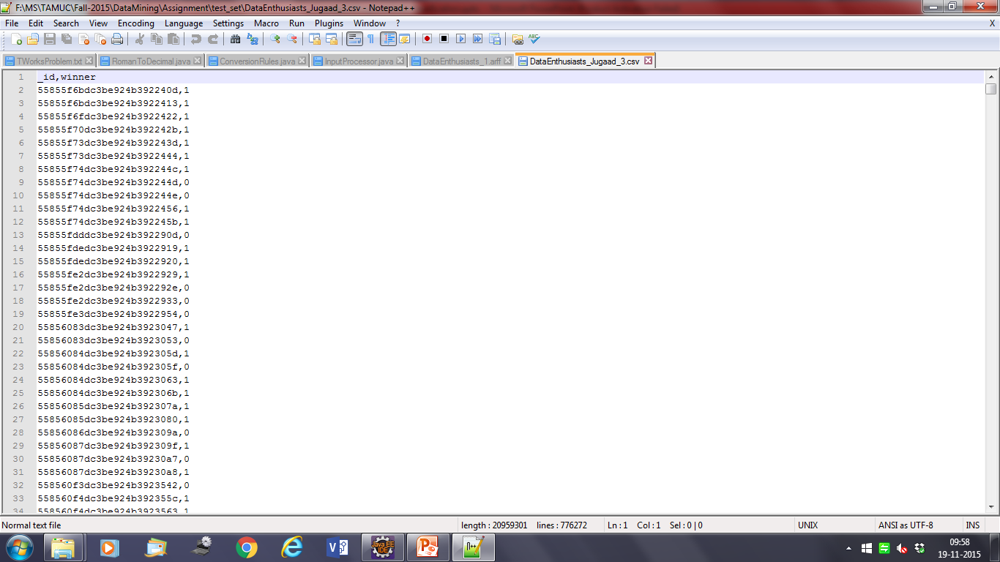 F:\MS\TAMUC\Fall-2015\DataMining\Assignment\test_set\DataEnthusiasts_Jugaad_3.csv - Notepad++
File Edit Search View Encoding Language Settings Macro Run Plugins Window ? X
TWorksProblem.txt RomanToDecimal.java ConversionRules.java InputProcessor.java DataEnthusiasts_1.arff DataEnthusiasts_Jugaad_3.csv
1 _id,winner
2 55855f6bdc3be924b392240d,1
3 55855f6bdc3be924b3922413,1
4 55855f6fdc3be924b3922422,1
5 55855f70dc3be924b392242b,1
6 55855f73dc3be924b392243d,1
7 55855f73dc3be924b3922444,1
8 55855f74dc3be924b392244c,1
9 55855f74dc3be924b392244d,0
10 55855f74dc3be924b392244e,0
11 55855f74dc3be924b3922456,1
12 55855f74dc3be924b392245b,1
13 55855fdddc3be924b392290d,0
14 55855fdedc3be924b3922919,1
15 55855fdedc3be924b3922920,1
16 55855fe2dc3be924b3922929,1
17 55855fe2dc3be924b392292e,0
18 55855fe2dc3be924b3922933,0
19 55855fe3dc3be924b3922954,0
20 55856083dc3be924b3923047,1
21 55856083dc3be924b3923053,0
22 55856084dc3be924b392305d,1
23 55856084dc3be924b392305f,0
24 55856084dc3be924b3923063,1
25 55856084dc3be924b392306b,1
26 55856085dc3be924b392307a,1
27 55856085dc3be924b3923080,1
28 55856086dc3be924b392309a,0
29 55856087dc3be924b392309f,1
30 55856087dc3be924b39230a7,0
31 55856087dc3be924b39230a8,1
32 558560f3dc3be924b3923542,0
33 558560f4dc3be924b392355c,1
34 558560f4dc3be924b3923563,1
Normal text file length : 20959301 lines : 776272 Ln : 1 Col : 1 Sel : 0 | 0 UNIX ANSI as UTF-8 INS
Java EE IDE
09:58
19-11-2015